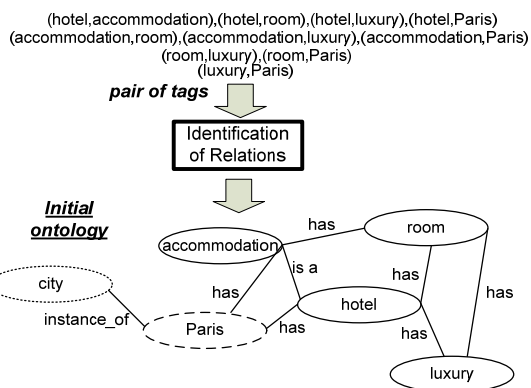 (hotel,accommodation),(hotel,room),(hotel,luxury),(hotel,Paris)
(accommodation,room),(accommodation,luxury),(accommodation,Paris)
(room,luxury),(room,Paris)
(luxury,Paris)
pair of tags
Identification
of Relations
Initial
ontology
has
room
accommodation
is a
city
has
has
has
hotel
instance_of
Paris
has
has
luxury